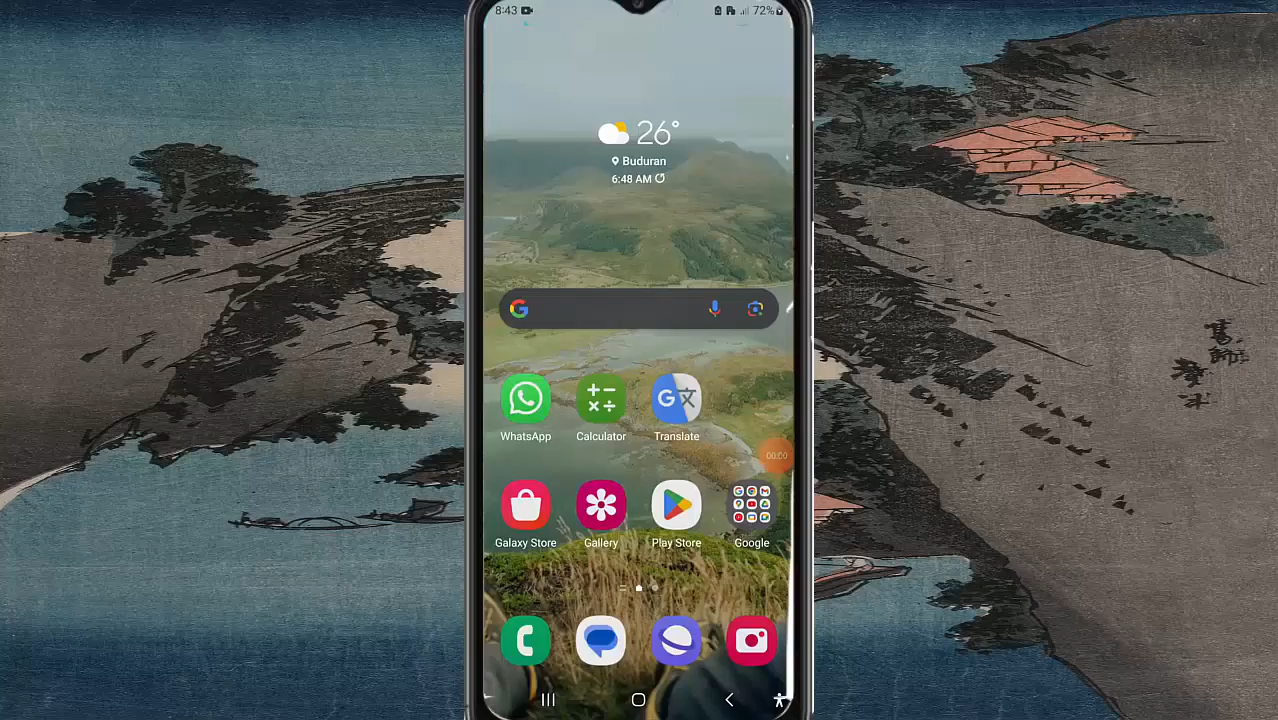 8:43
72%
26°
Buduran
6:48 AM
WhatsApp
Calculator
Translate
00:00
Galaxy Store
Gallery
Play Store
Google